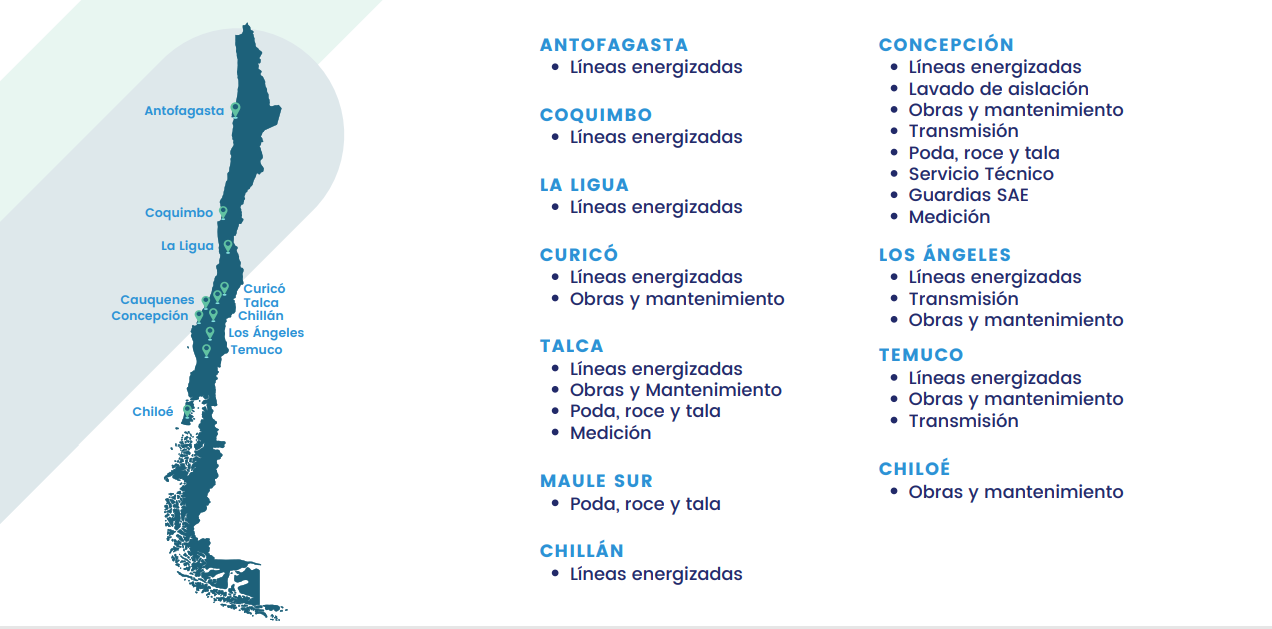 Antofagasta
Coquimbo
La Ligua
Curicó
Cauquenes
Talca
Concepción
Chillán
Los Ángeles
Temuco
Chiloé
ANTOFAGASTA
• Líneas energizadas
COQUIMBO
• Líneas energizadas
LA LIGUA
• Líneas energizadas
CURICÓ
• Líneas energizadas
• Obras y mantenimiento
TALCA
• Líneas energizadas
• Obras y Mantenimiento
• Poda, roce y tala
• Medición
MAULE SUR
• Poda, roce y tala
CHILLÁN
• Líneas energizadas
CONCEPCIÓN
• Líneas energizadas
• Lavado de aislación
• Obras y mantenimiento
• Transmisión
• Poda, roce y tala
• Servicio Técnico
• Guardias SAE
• Medición
LOS ÁNGELES
• Líneas energizadas
• Transmisión
• Obras y mantenimiento
TEMUCO
• Líneas energizadas
• Obras y mantenimiento
• Transmisión
CHILOÉ
• Obras y mantenimiento